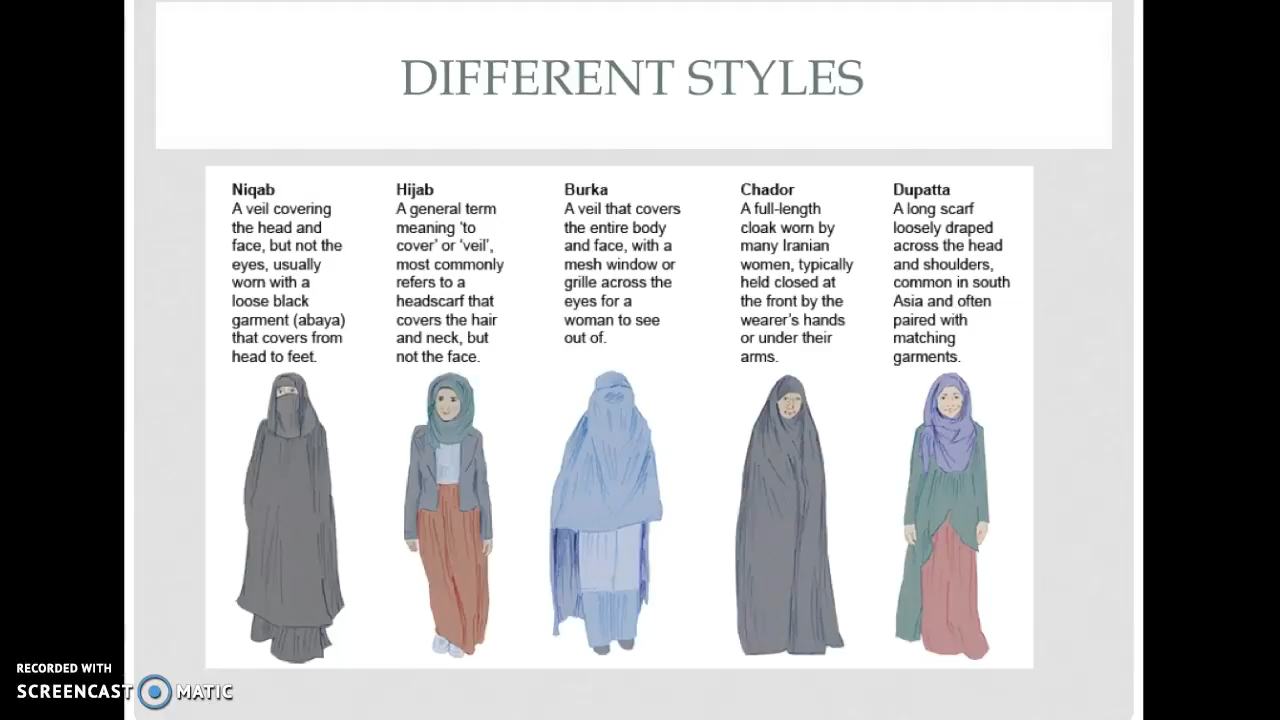 DIFFERENT STYLES
Niqab
A veil covering
the head and
face, but not the
eyes, usually
worn with a
loose black
garment (abaya)
that covers from
head to feet.
Hijab
A general term
meaning ‘to
cover’ or ‘veil’,
most commonly
refers to a
headscarf that
covers the hair
and neck, but
not the face.
Burka
A veil that covers
the entire body
and face, with a
mesh window or
grille across the
eyes for a
woman to see
out of.
Chador
A full-length
cloak worn by
many Iranian
women, typically
held closed at
the front by the
wearer’s hands
or under their
arms.
Dupatta
A long scarf
loosely draped
across the head
and shoulders,
common in south
Asia and often
paired with
matching
garments.
RECORDED WITH
SCREENCAST MATIC